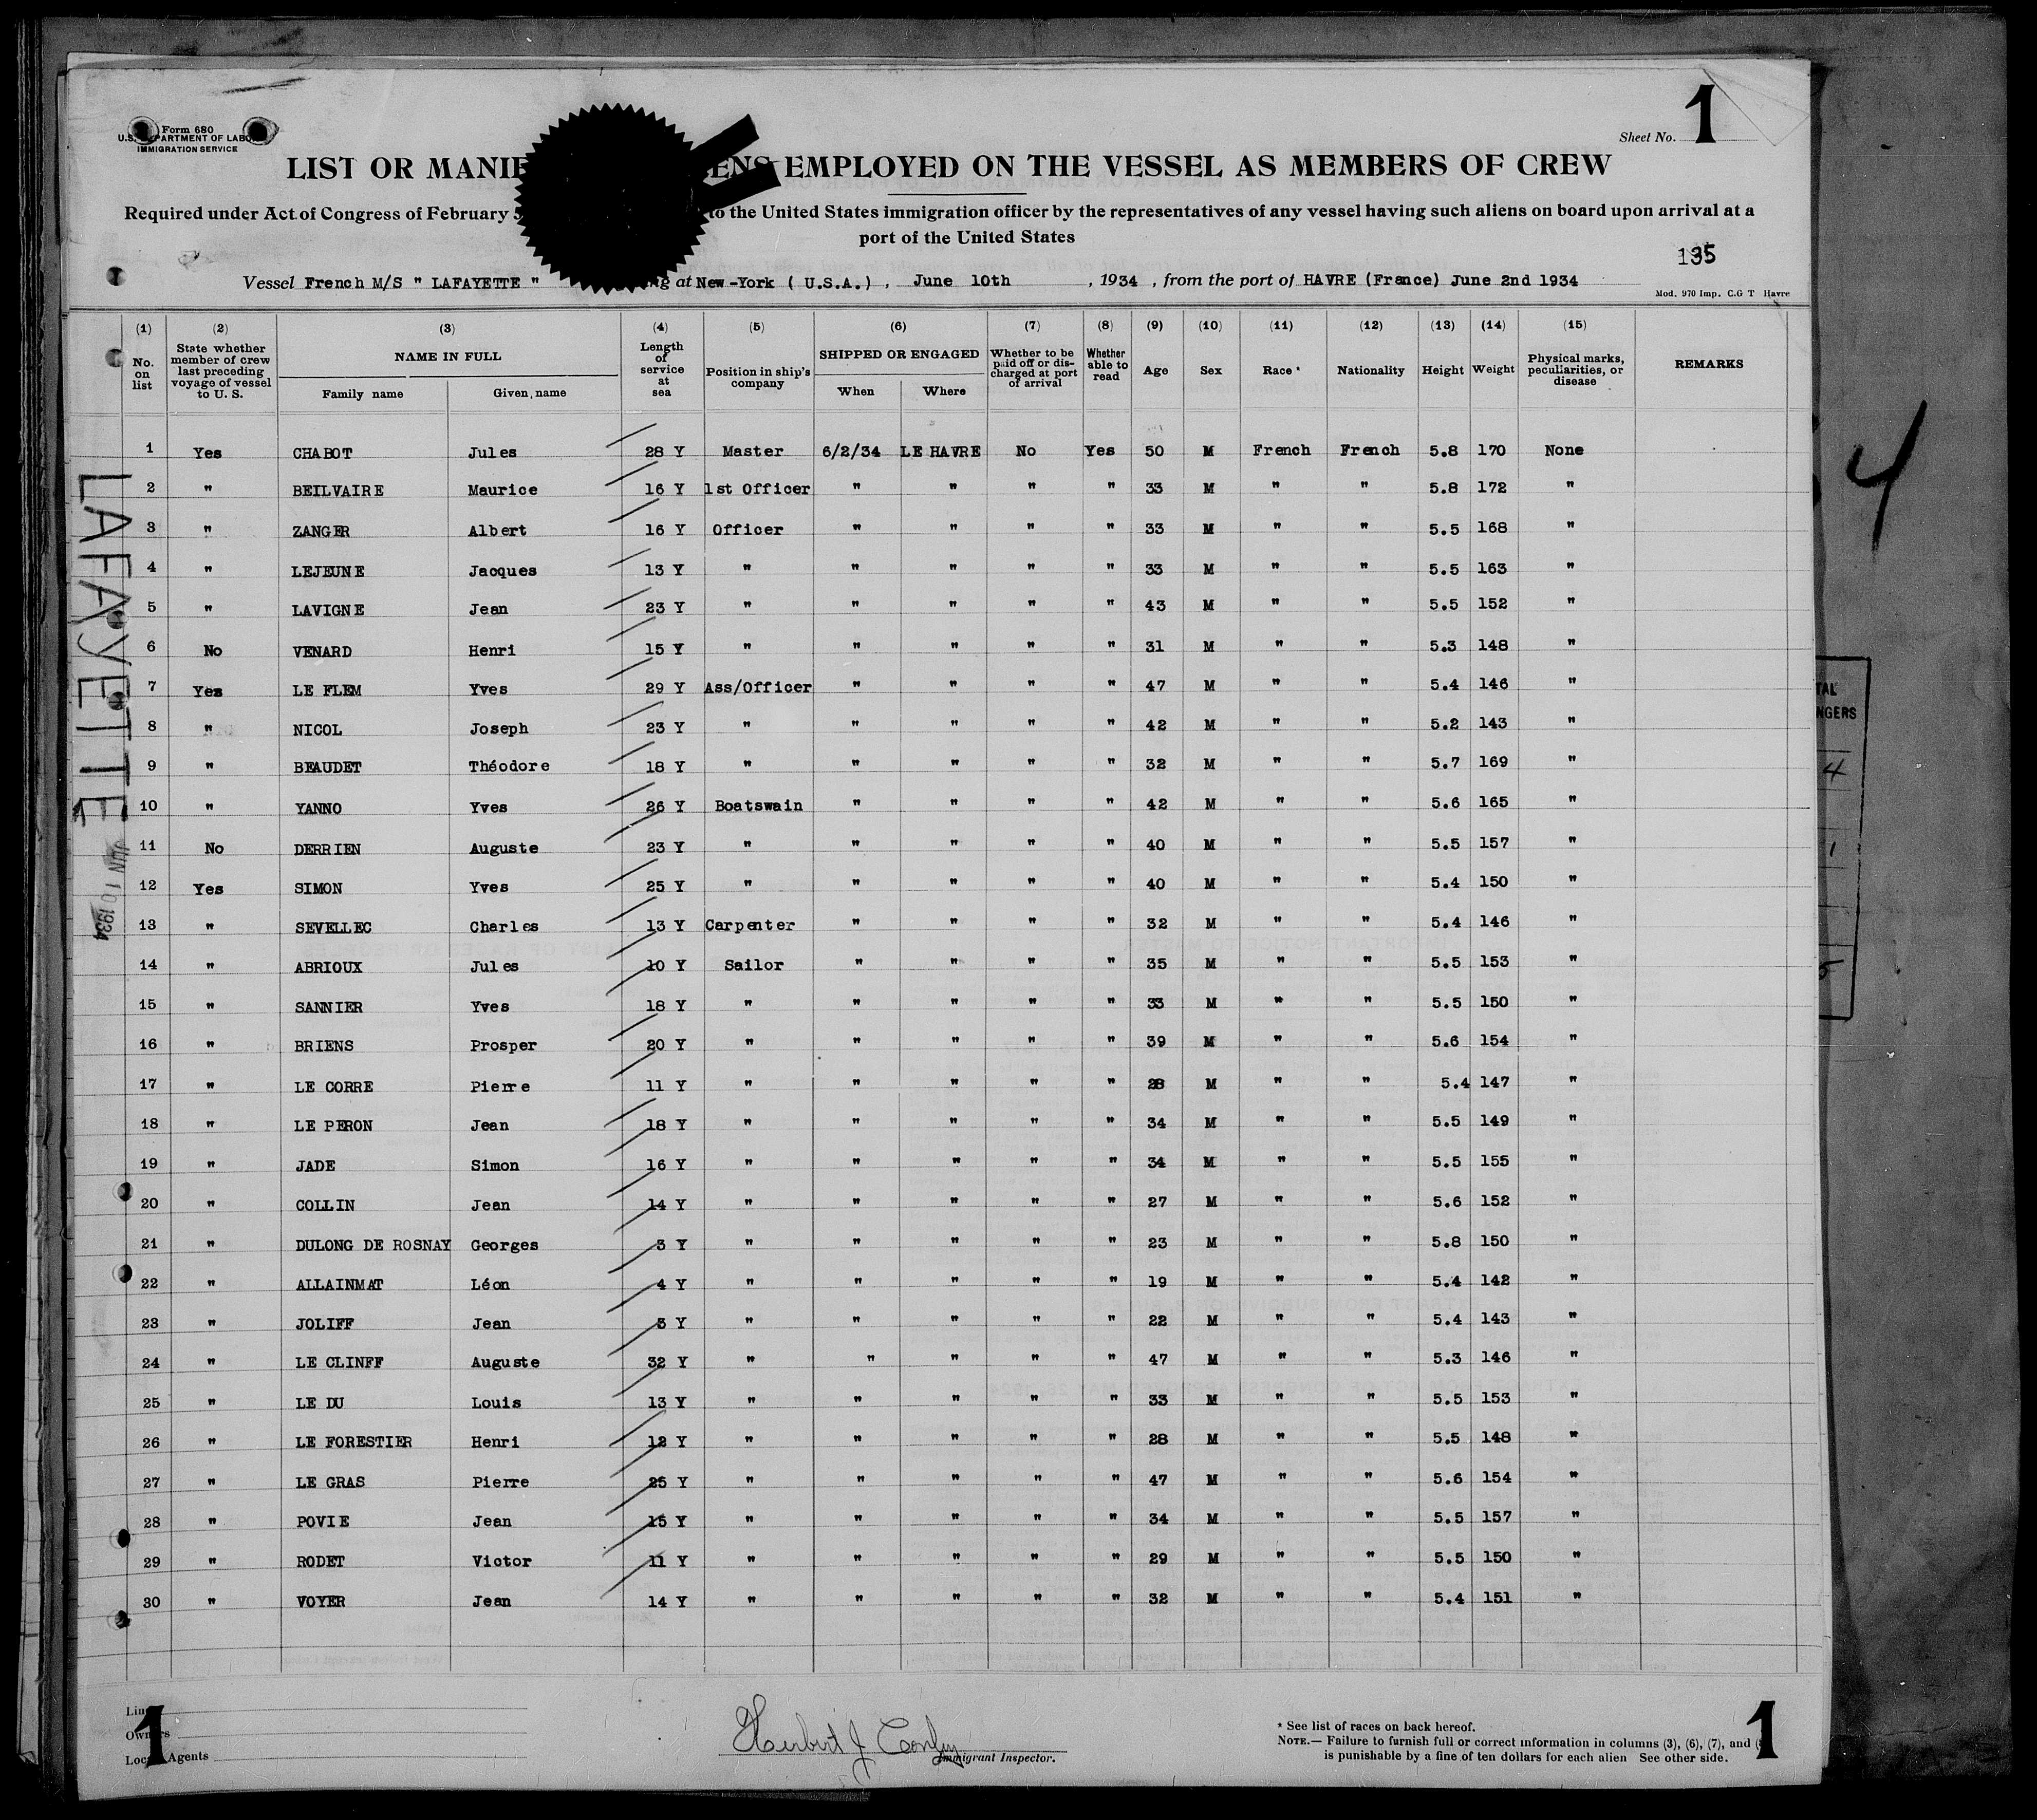 Form 680
U.S. DEPARTMENT OF LABOR
IMMIGRATION SERVICE
Sheet No. 1
LIST OR MANIF ENS EMPLOYED ON THE VESSEL AS MEMBERS OF CREW
Required under Act of Congress of February 5 to the United States immigration officer by the representatives of any vessel having such aliens on board upon arrival at a
port of the United States
135
Vessel French M/S " LAFAYETTE " at New-York ( U.S.A.) , June 10th , 1934 , from the port of HAVRE (France) June 2nd 1934
Mod. 970 Imp. C.G T Havre
(1) (2) (3) (4) (5) (6) (7) (8) (9) (10) (11) (12) (13) (14) (15)
No. on list State whether member of crew last preceding voyage of vessel to U. S. NAME IN FULL Family name Given name Length of service at sea Position in ship's company SHIPPED OR ENGAGED When Where Whether to be paid off or discharged at port of arrival Whether able to read Age Sex Race * Nationality Height Weight Physical marks, peculiarities, or disease REMARKS
1 Yes CHABOT Jules 28 Y Master 6/2/34 LE HAVRE No Yes 50 M French French 5.8 170 None
2 " BEILVAIRE Maurice 16 Y 1st Officer " " " " 33 M " " 5.8 172 "
3 " ZANGER Albert 16 Y Officer " " " " 33 M " " 5.5 168 "
4 " LEJEUNE Jacques 13 Y " " " " " 33 M " " 5.5 163 "
5 " LAVIGNE Jean 23 Y " " " " " 43 M " " 5.5 152 "
6 No VENARD Henri 15 Y " " " " " 31 M " " 5.3 148 "
7 Yes LE FLEM Yves 29 Y Ass/Officer " " " " 47 M " " 5.4 146 "
8 " NICOL Joseph 23 Y " " " " " 42 M " " 5.2 143 "
9 " BEAUDET Théodore 18 Y " " " " " 32 M " " 5.7 169 "
10 " YANNO Yves 26 Y Boatswain " " " " 42 M " " 5.6 165 "
11 No DERRIEN Auguste 23 Y " " " " " 40 M " " 5.5 157 "
12 Yes SIMON Yves 25 Y " " " " " 40 M " " 5.4 150 "
13 " SEVELLEC Charles 13 Y Carpenter " " " " 32 M " " 5.4 146 "
14 " ABRIOUX Jules 10 Y Sailor " " " " 35 M " " 5.5 153 "
15 " SANNIER Yves 18 Y " " " " " 33 M " " 5.5 150 "
16 " BRIENS Prosper 20 Y " " " " " 39 M " " 5.6 154 "
17 " LE CORRE Pierre 11 Y " " " " " 28 M " " 5.4 147 "
18 " LE PERON Jean 18 Y " " " " " 34 M " " 5.5 149 "
19 " JADE Simon 16 Y " " " " " 34 M " " 5.5 155 "
20 " COLLIN Jean 14 Y " " " " " 27 M " " 5.6 152 "
21 " DULONG DE ROSNAY Georges 3 Y " " " " " 23 M " " 5.8 150 "
22 " ALLAINMAT Léon 4 Y " " " " " 19 M " " 5.4 142 "
23 " JOLIFF Jean 3 Y " " " " " 22 M " " 5.4 143 "
24 " LE CLINFF Auguste 32 Y " " " " " 47 M " " 5.3 146 "
25 " LE DU Louis 13 Y " " " " " 33 M " " 5.5 153 "
26 " LE FORESTIER Henri 12 Y " " " " " 28 M " " 5.5 148 "
27 " LE GRAS Pierre 25 Y " " " " " 47 M " " 5.6 154 "
28 " POVIE Jean 15 Y " " " " " 34 M " " 5.5 157 "
29 " RODET Victor 11 Y " " " " " 29 M " " 5.5 150 "
30 " VOYER Jean 14 Y " " " " " 32 M " " 5.4 151 "
LAFAYETTE
JUN 10 1934
4
TAL
NGERS
4
1
5
Line
Owners
Local Agents
1
Herbert J Conley
Immigrant Inspector.
* See list of races on back hereof.
NOTE.— Failure to furnish full or correct information in columns (3), (6), (7), and
is punishable by a fine of ten dollars for each alien See other side.
1